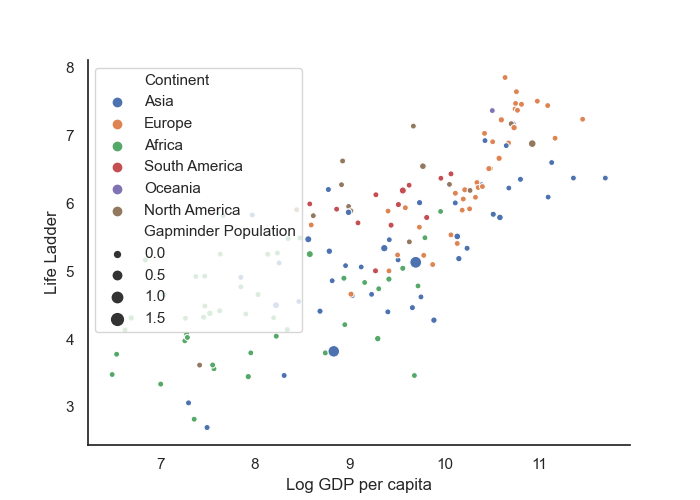 8
7
6
5
4
3
Life Ladder
Continent
Asia
Europe
Africa
South America
Oceania
North America
Gapminder Population
0.0
0.5
1.0
1.5
7 8 9 10 11
Log GDP per capita